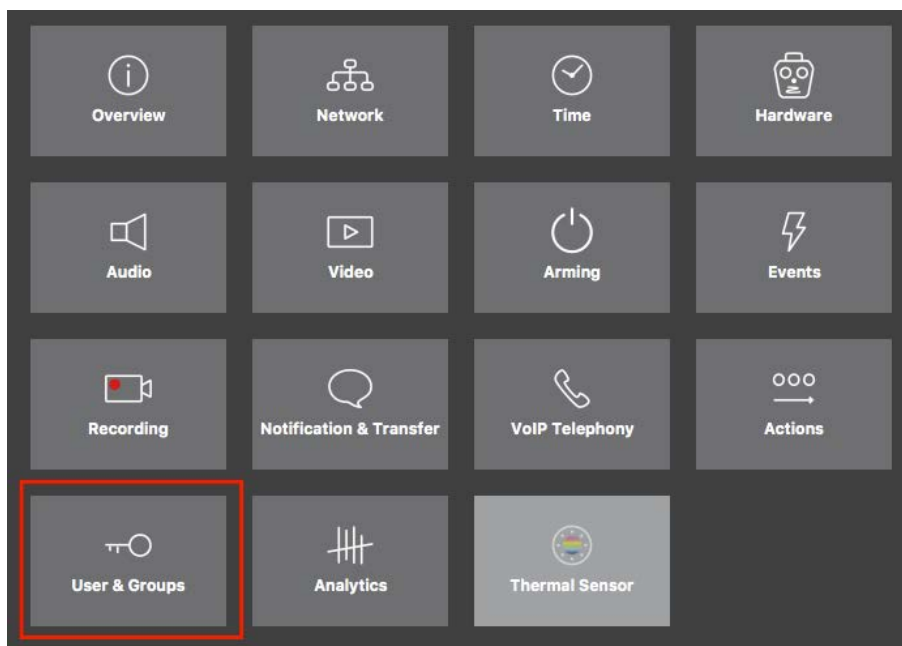 Overview
Network
Time
Hardware
Audio
Video
Arming
Events
Recording
Notification & Transfer
VoIP Telephony
Actions
User & Groups
Analytics
Thermal Sensor